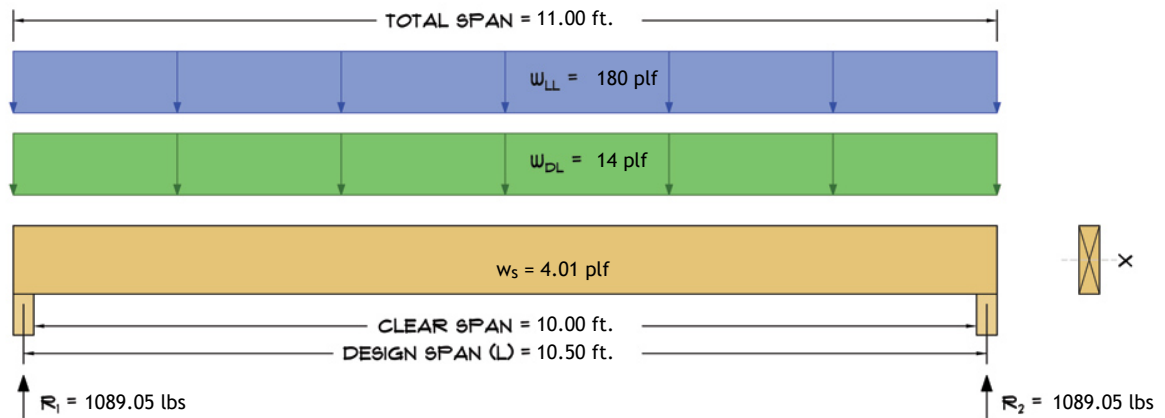 TOTAL SPAN = 11.00 ft.
WLL = 180 plf
WDL = 14 plf
ws = 4.01 plf
X
CLEAR SPAN = 10.00 ft.
DESIGN SPAN (L) = 10.50 ft.
R1 = 1089.05 lbs
R2 = 1089.05 lbs